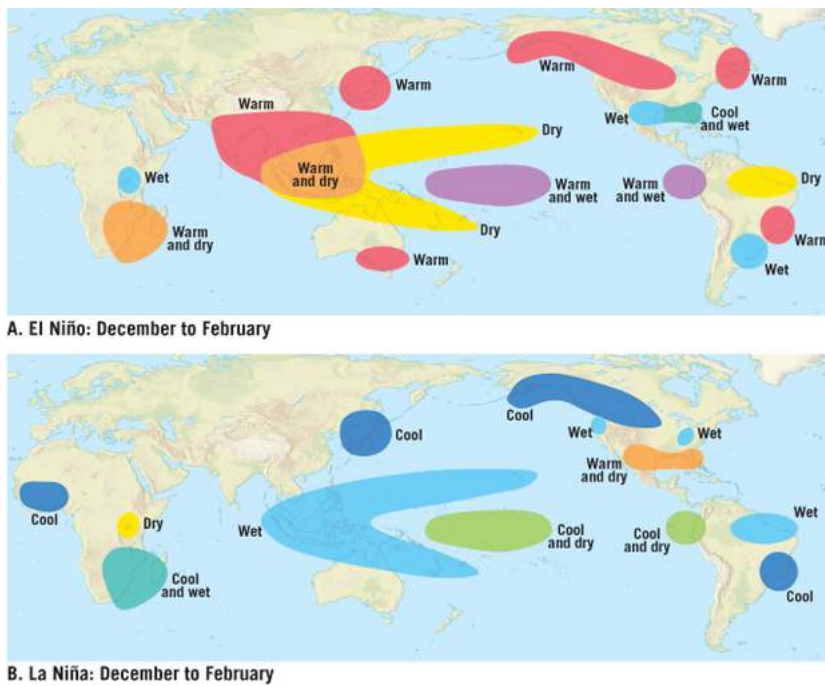 Warm
Warm
Warm
Warm
Wet
Cool
and wet
Dry
Wet
Warm
and dry
Warm
and wet
Warm
and wet
Dry
Warm
and dry
Dry
Warm
Warm
Wet
A. El Niño: December to February
Cool
Cool
Wet
Wet
Warm
and dry
Cool
Dry
Wet
Cool
and dry
Cool
and dry
Wet
Cool
and wet
Cool
B. La Niña: December to February